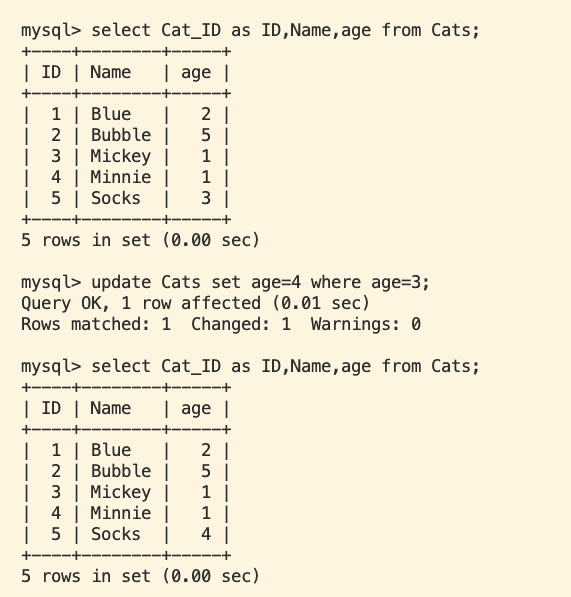 mysql> select Cat_ID as ID,Name,age from Cats;
+----+--------+-----+
| ID | Name   | age |
+----+--------+-----+
|  1 | Blue   |   2 |
|  2 | Bubble |   5 |
|  3 | Mickey |   1 |
|  4 | Minnie |   1 |
|  5 | Socks  |   3 |
+----+--------+-----+
5 rows in set (0.00 sec)
mysql> update Cats set age=4 where age=3;
Query OK, 1 row affected (0.01 sec)
Rows matched: 1  Changed: 1  Warnings: 0
mysql> select Cat_ID as ID,Name,age from Cats;
+----+--------+-----+
| ID | Name   | age |
+----+--------+-----+
|  1 | Blue   |   2 |
|  2 | Bubble |   5 |
|  3 | Mickey |   1 |
|  4 | Minnie |   1 |
|  5 | Socks  |   4 |
+----+--------+-----+
5 rows in set (0.00 sec)